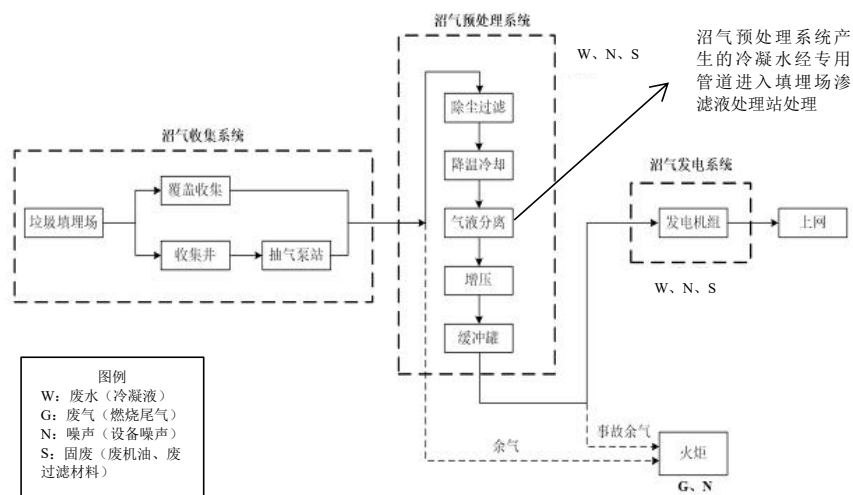 沼气预处理系统
W、N、S
沼气预处理系统产
生的冷凝水经专用
管道进入填埋场渗
滤液处理站处理
除尘过滤
沼气收集系统
降温冷却
沼气发电系统
覆盖收集
垃圾填埋场
气液分离
发电机组
上网
收集井
抽气泵站
增压
W、N、S
缓冲罐
图例
W：废水（冷凝液）
G：废气（燃烧尾气）
N：噪声（设备噪声）
S：固废（废机油、废
过滤材料）
余气
事故余气
火炬
G、N